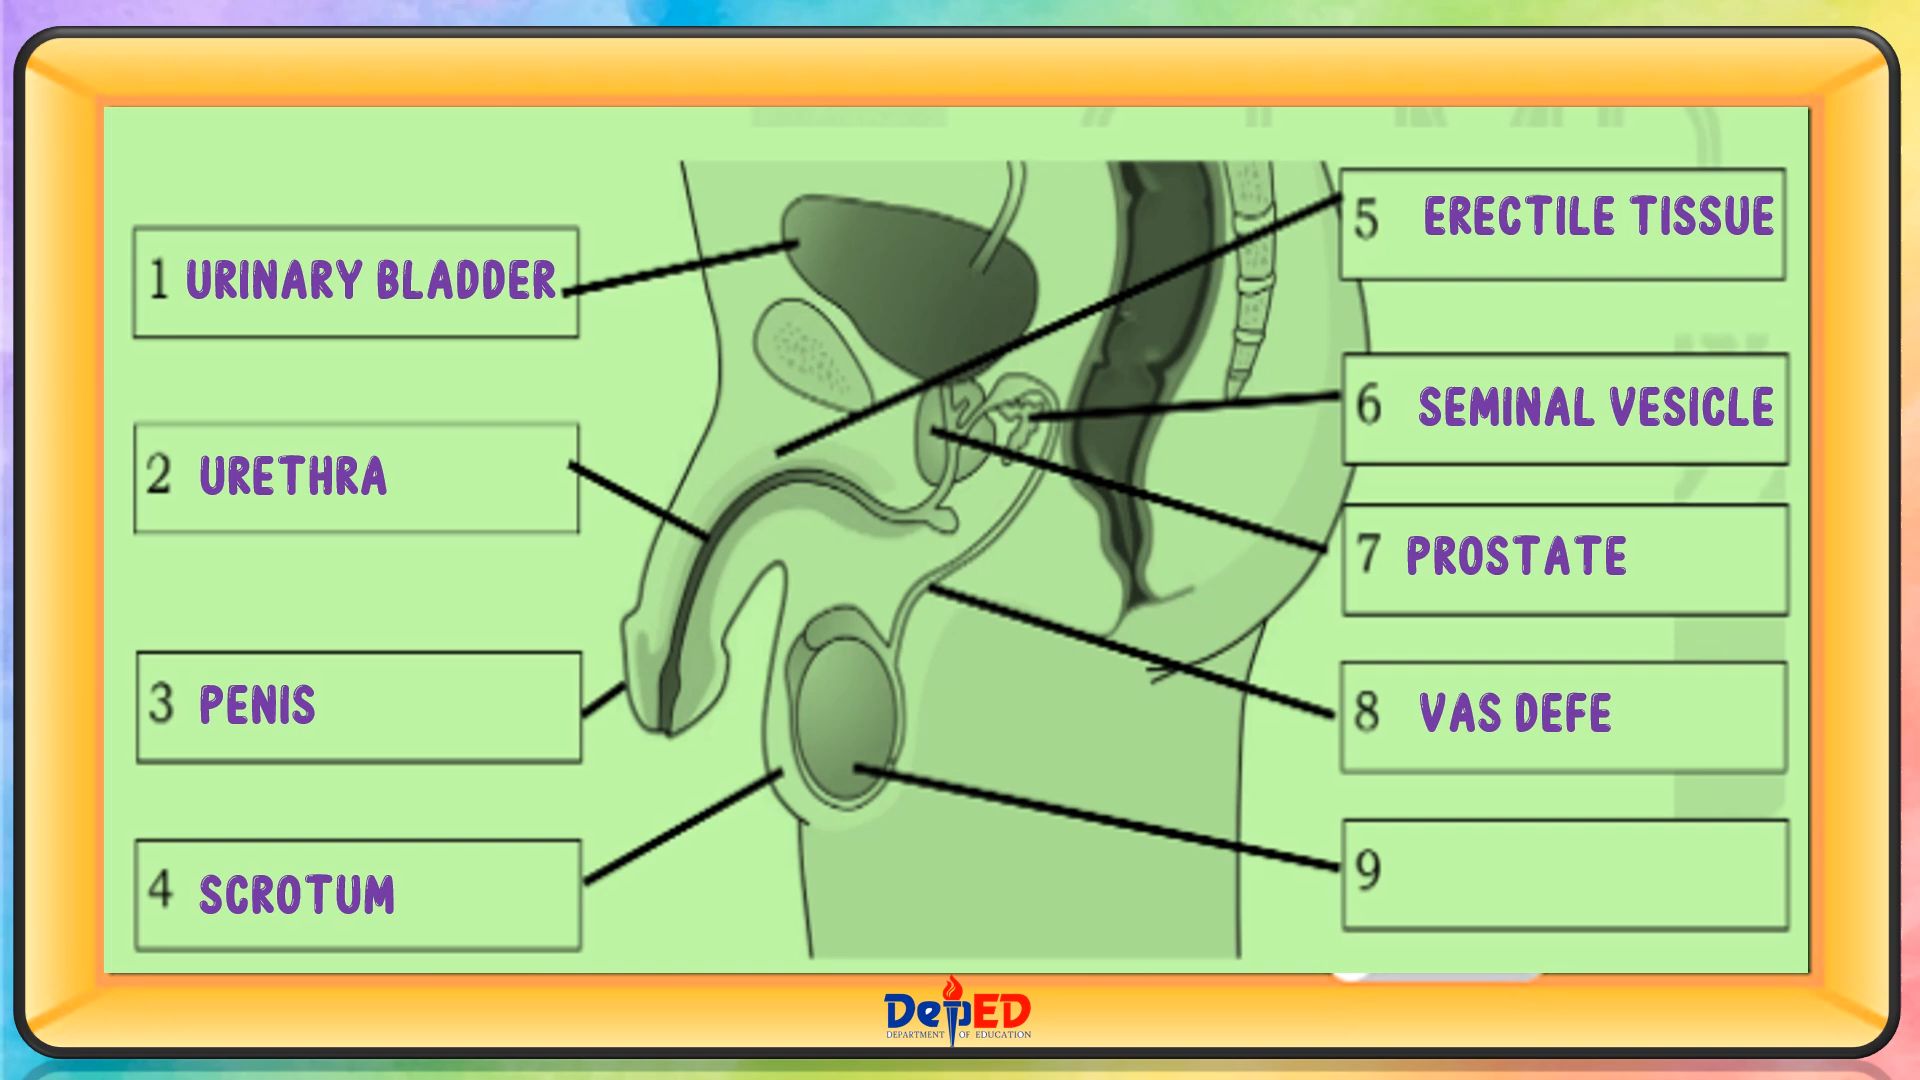 1 URINARY BLADDER
2 URETHRA
3 PENIS
4 SCROTUM
5 ERECTILE TISSUE
6 SEMINAL VESICLE
7 PROSTATE
8 VAS DEFE
9
DepED
DEPARTMENT OF EDUCATION